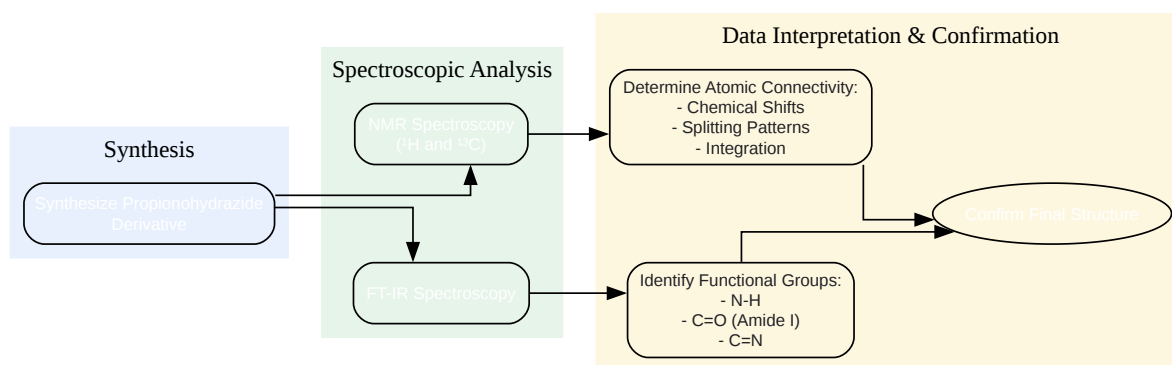 Synthesis
Synthesize Propionohydrazide
Derivative
Spectroscopic Analysis
NMR Spectroscopy
(¹H and ¹³C)
FT-IR Spectroscopy
Data Interpretation & Confirmation
Determine Atomic Connectivity:
- Chemical Shifts
- Splitting Patterns
- Integration
Identify Functional Groups:
- N-H
- C=O (Amide I)
- C=N
Confirm Final Structure